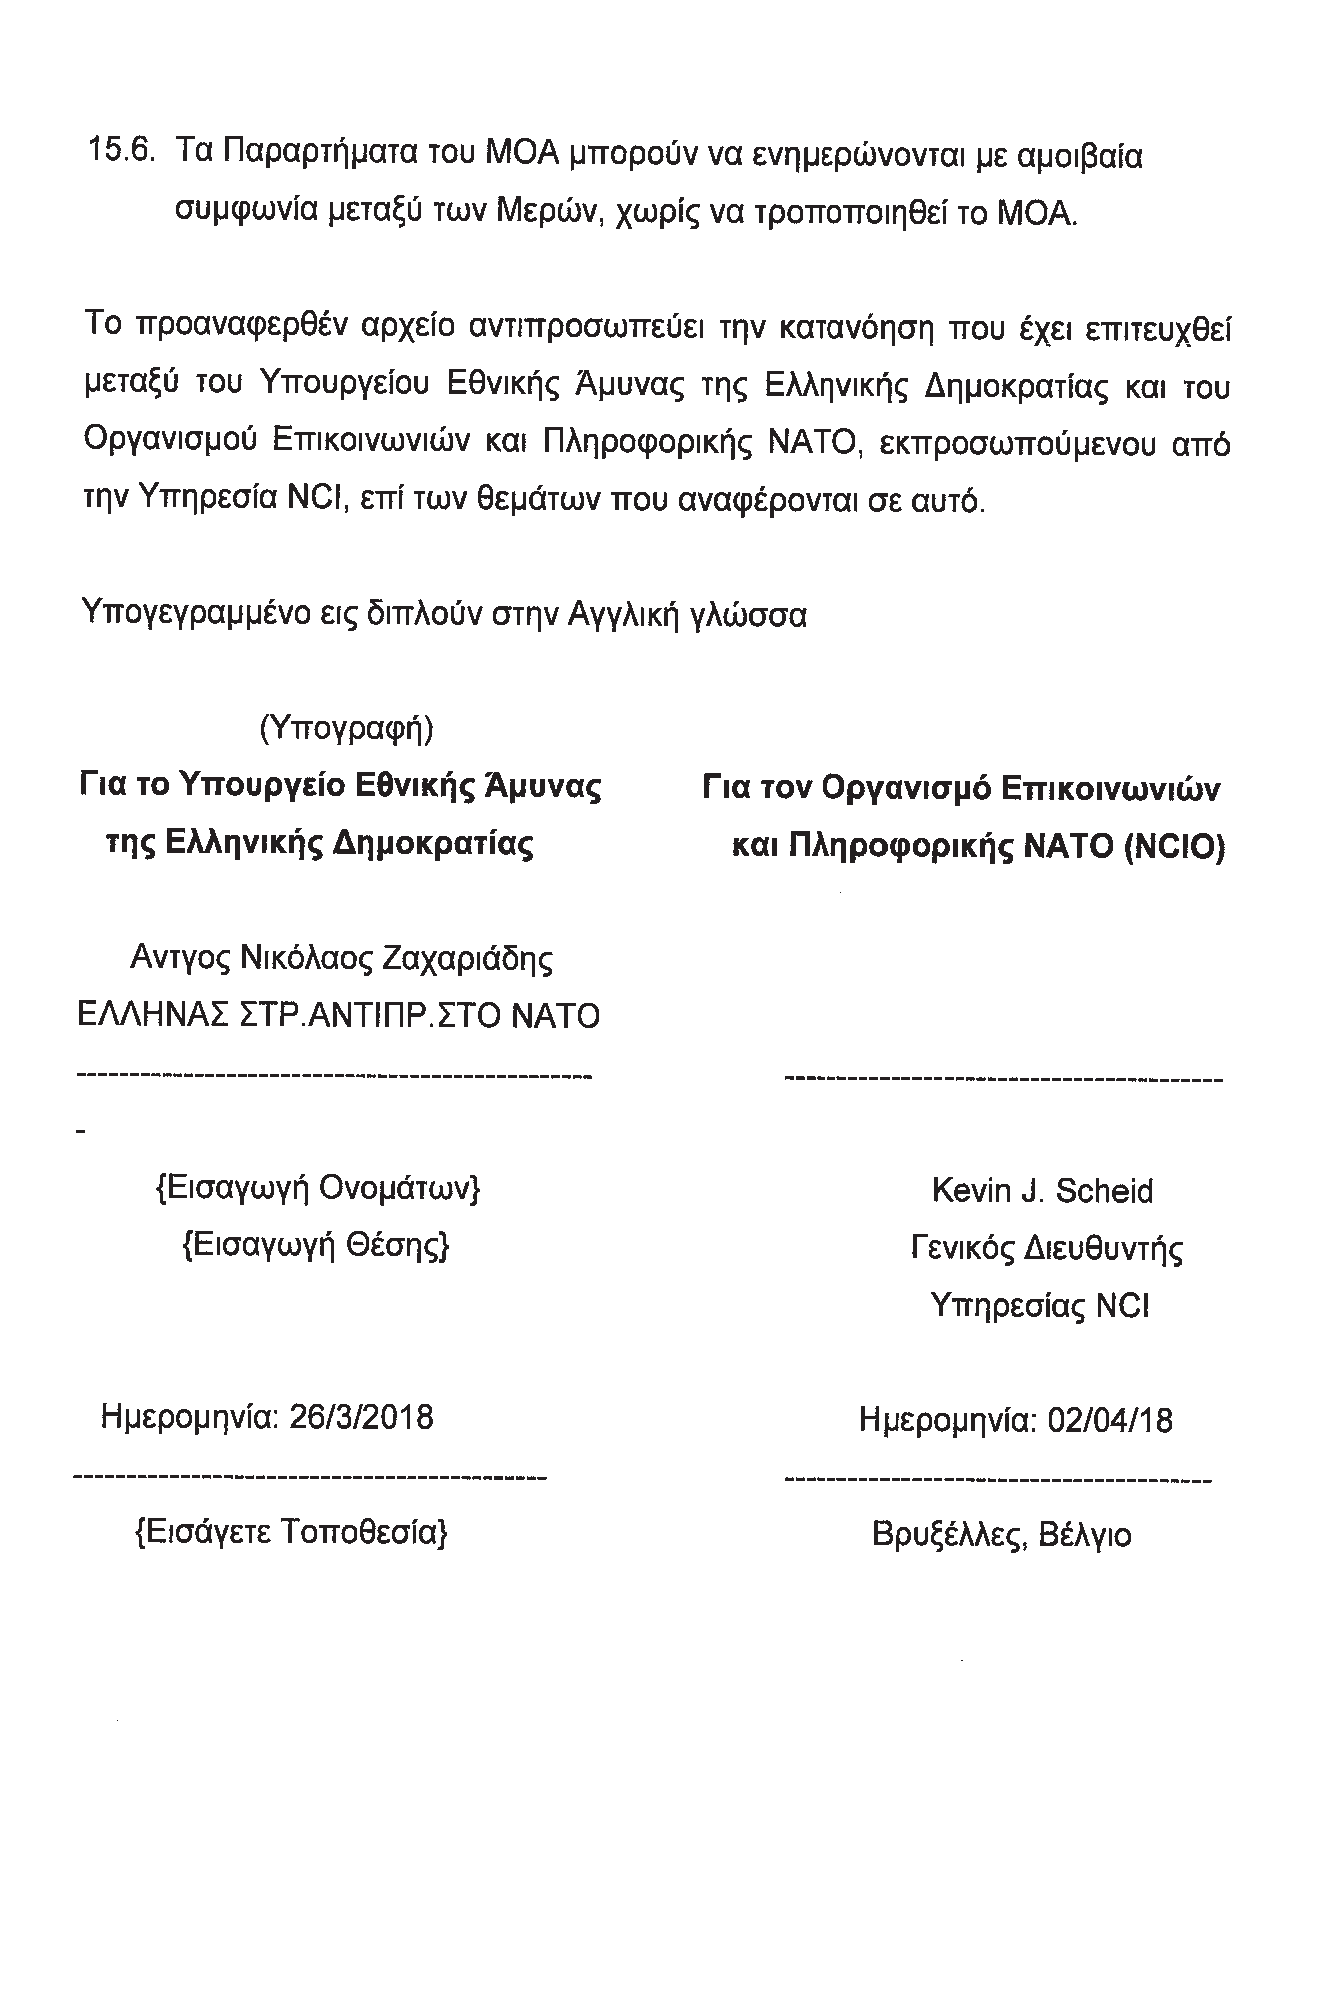 15.6. Τα Παραρτήματα του ΜΟΑ μπορούν να ενημερώνονται με αμοιβαία
συμφωνία μεταξύ των Μερών, χωρίς να τροποποιηθεί το ΜΟΑ.
Το προαναφερθέν αρχείο αντιπροσωπεύει την κατανόηση που έχει επιτευχθεί
μεταξύ του Υπουργείου Εθνικής Άμυνας της Ελληνικής Δημοκρατίας και του
Οργανισμού Επικοινωνιών και Πληροφορικής ΝΑΤΟ, εκπροσωπούμενου από
την Υπηρεσία NCI, επί των θεμάτων που αναφέρονται σε αυτό.
Υπογεγραμμένο εις διπλούν στην Αγγλική γλώσσα
(Υπογραφή)
Για το Υπουργείο Εθνικής Άμυνας
της Ελληνικής Δημοκρατίας
Για τον Οργανισμό Επικοινωνιών
και Πληροφορικής ΝΑΤΟ (NCIO)
Αντγος Νικόλαος Ζαχαριάδης
ΕΛΛΗΝΑΣ ΣΤΡ.ΑΝΤΙΠΡ.ΣΤΟ ΝΑΤΟ
{Εισαγωγή Ονομάτων}
{Εισαγωγή Θέσης}
Kevin J. Scheid
Γενικός Διευθυντής
Υπηρεσίας NCI
Ημερομηνία: 26/3/2018
Ημερομηνία: 02/04/18
{Εισάγετε Τοποθεσία}
Βρυξέλλες, Βέλγιο